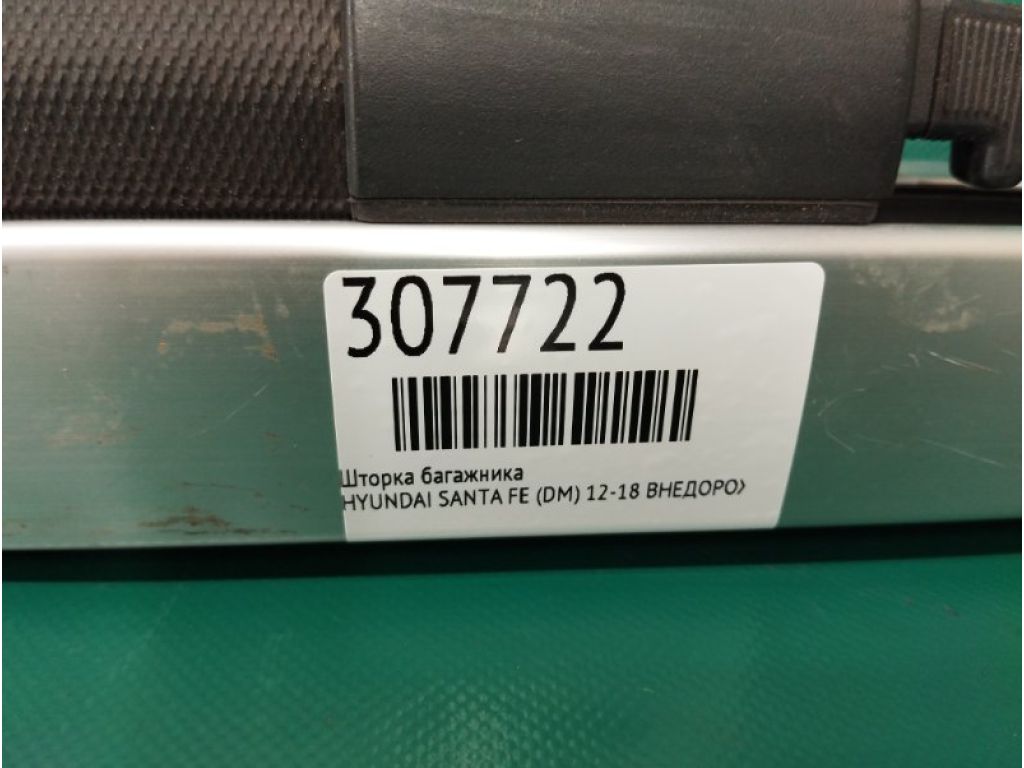 307722
Шторка багажника
HYUNDAI SANTA FE (DM) 12-18 ВНЕДОРО